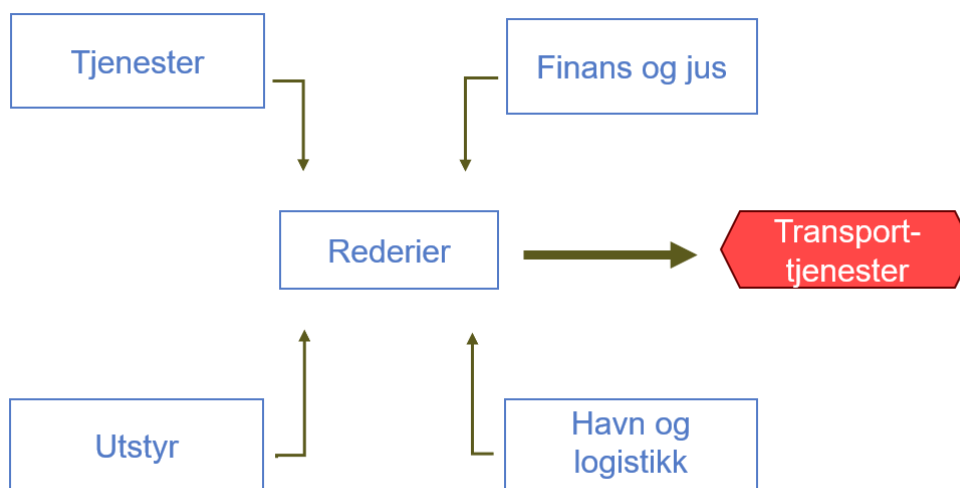 Tjenester
Finans og jus
Rederier
Transport-
tjenester
Utstyr
Havn og
logistikk